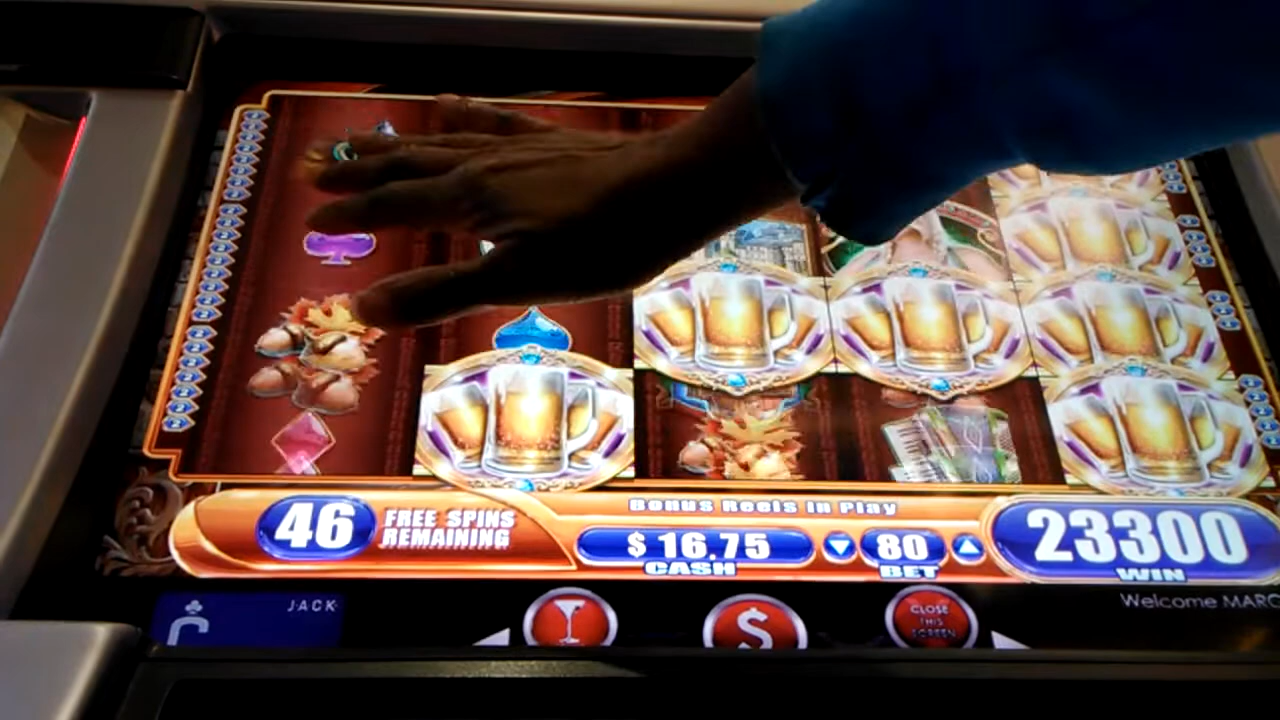 46
FREE SPINS
REMAINING
BONUS REELS IN PLAY
$ 16.75
CASH
80
BET
23300
WIN
JACK
$
CLOSE
THIS
SCREEN
Welcome MARC